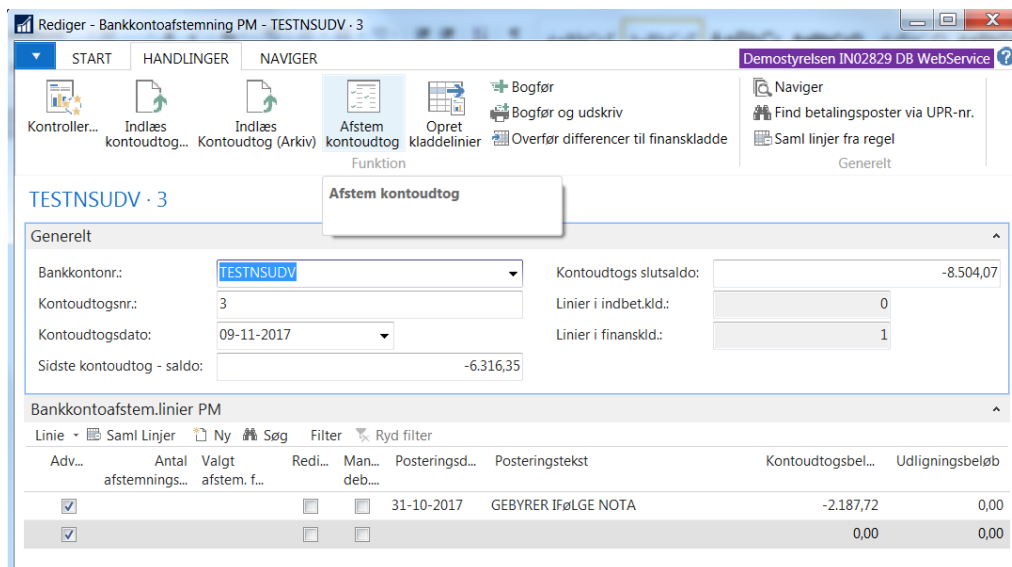 Rediger - Bankkontoafstemning PM - TESTNSUDV · 3
START HANDLINGER NAVIGER
Demostyrelsen IN02829 DB WebService
Kontroller...
Indlæs kontoudtog...
Indlæs Kontoudtog (Arkiv)
Afstem kontoudtog
Opret kladdelinier
Bogfør
Bogfør og udskriv
Overfør differencer til finanskladde
Funktion
Naviger
Find betalingsposter via UPR-nr.
Saml linjer fra regel
Generelt
Afstem kontoudtog
TESTNSUDV · 3
Generelt
Bankkontonr.: TESTNSUDV Kontoudtogs slutsaldo: -8.504,07
Kontoudtogsnr.: 3 Linier i indbet.kld.: 0
Kontoudtogsdato: 09-11-2017 Linier i finanskld.: 1
Sidste kontoudtog - saldo: -6.316,35
Bankkontoafstem.linier PM
Linie Saml Linjer Ny Søg Filter Ryd filter
Adv... Antal Valgt Redi... Man... Posteringsd... Posteringstekst Kontoudtogsbel... Udligningsbeløb
afstemnings... afstem. f... deb....
31-10-2017 GEBYRER IFøLGE NOTA -2.187,72 0,00
0,00 0,00